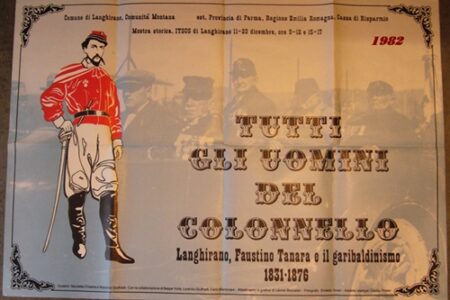 Comune di Langhirano, Comunità Montana est, Provincia di Parma, Regione Emilia Romagna, Cassa di Risparmio
Mostra storica, ITSOS di Langhirano 11-20 dicembre, ore 9-12 e 15-17
1982
TUTTI
GLI UOMINI
DEL
COLONNELLO
Langhirano, Faustino Tanara e il garibaldinismo
1831-1876